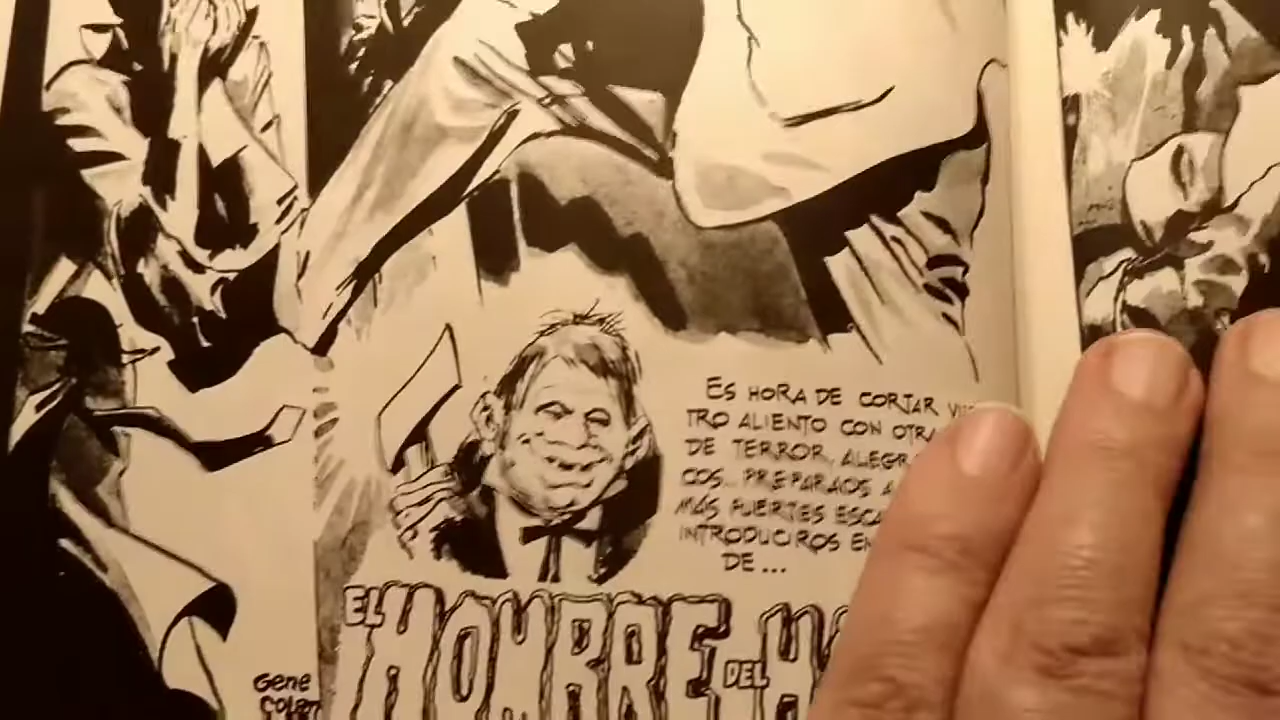 ES HORA DE CORTAR
TRO ALIENTO CON OTRA
DE TERROR, ALEGR
COS... PREPARAOS A
MÁS FUERTES ESCA
INTRODUCIROS EN
DE...
EL HOMBRE DEL
GENE
COLAN